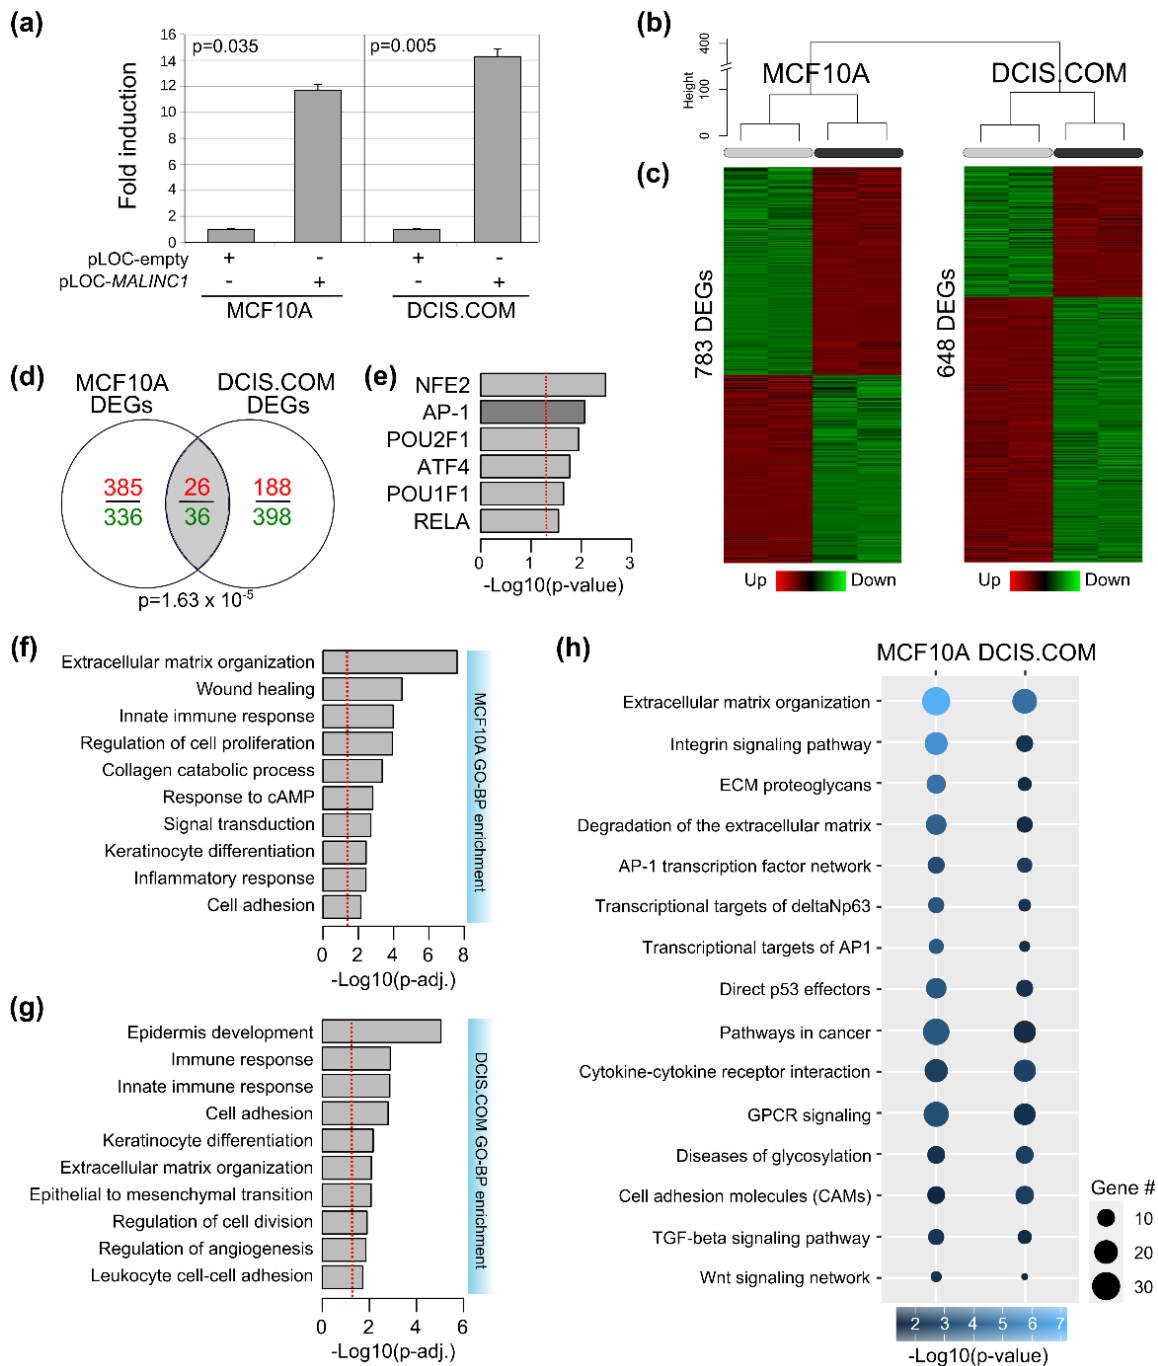 (a)
16
14
12
10
8
6
4
2
0
Fold induction
p=0.035
p=0.005
pLOC-empty + - + -
pLOC-MALINC1 - + - +
MCF10A DCIS.COM
(b)
400
100
0
Height
MCF10A DCIS.COM
(c)
783 DEGs
648 DEGs
Up Down
Up Down
(d)
MCF10A DCIS.COM
DEGs DEGs
385 26 188
336 36 398
p=1.63 x 10-5
(e)
NFE2
AP-1
POU2F1
ATF4
POU1F1
RELA
0 1 2 3
-Log10(p-value)
(f)
Extracellular matrix organization
Wound healing
Innate immune response
Regulation of cell proliferation
Collagen catabolic process
Response to cAMP
Signal transduction
Keratinocyte differentiation
Inflammatory response
Cell adhesion
0 2 4 6 8
-Log10(p-adj.)
MCF10A GO-BP enrichment
(g)
Epidermis development
Immune response
Innate immune response
Cell adhesion
Keratinocyte differentiation
Extracellular matrix organization
Epithelial to mesenchymal transition
Regulation of cell division
Regulation of angiogenesis
Leukocyte cell-cell adhesion
0 2 4 6
-Log10(p-adj.)
DCIS.COM GO-BP enrichment
(h)
MCF10A DCIS.COM
Extracellular matrix organization
Integrin signaling pathway
ECM proteoglycans
Degradation of the extracellular matrix
AP-1 transcription factor network
Transcriptional targets of deltaNp63
Transcriptional targets of AP1
Direct p53 effectors
Pathways in cancer
Cytokine-cytokine receptor interaction
GPCR signaling
Diseases of glycosylation
Cell adhesion molecules (CAMs)
TGF-beta signaling pathway
Wnt signaling network
Gene #
10
20
30
2 3 4 5 6 7
-Log10(p-value)